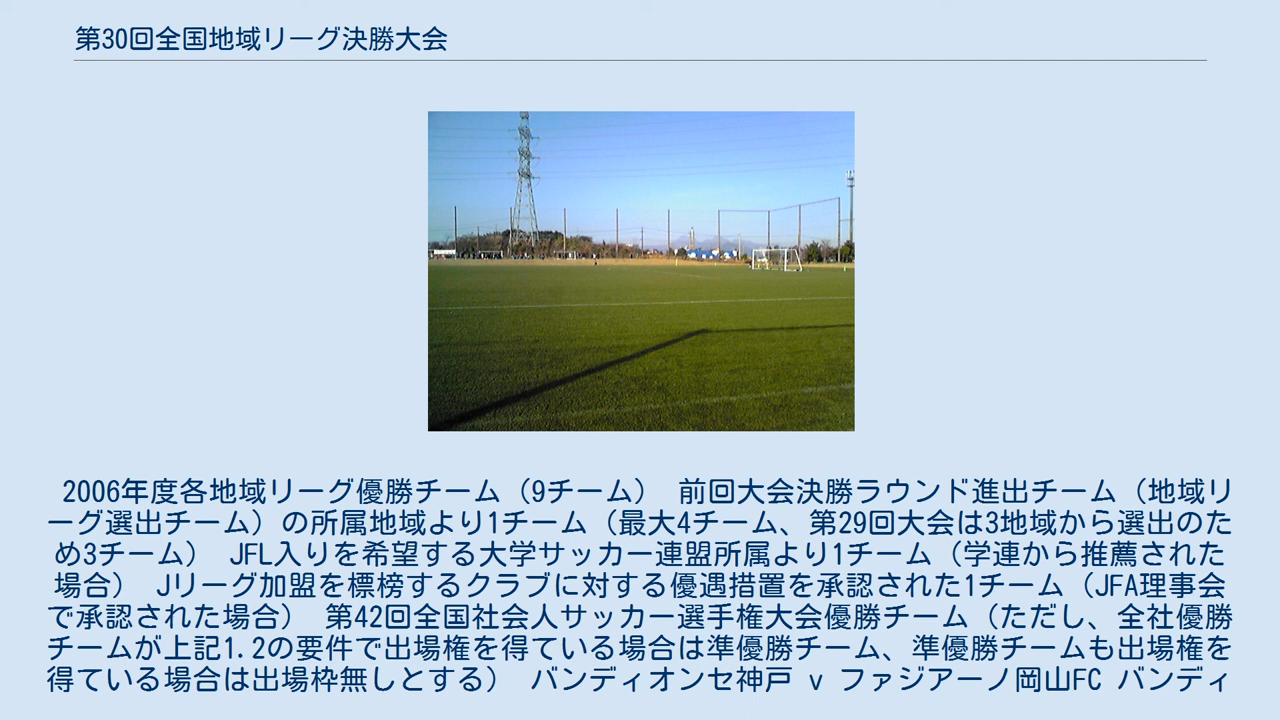 第30回全国地域リーグ決勝大会
2006年度各地域リーグ優勝チーム（9チーム） 前回大会決勝ラウンド進出チーム（地域リ
ーグ選出チーム）の所属地域より1チーム（最大4チーム、第29回大会は3地域から選出のた
め3チーム） JFL入りを希望する大学サッカー連盟所属より1チーム（学連から推薦された
場合） Jリーグ加盟を標榜するクラブに対する優遇措置を承認された1チーム（JFA理事会
で承認された場合） 第42回全国社会人サッカー選手権大会優勝チーム（ただし、全社優勝
チームが上記1.2の要件で出場権を得ている場合は準優勝チーム、準優勝チームも出場権を
得ている場合は出場枠無しとする） バンディオンセ神戸 v ファジアーノ岡山FC バンディ